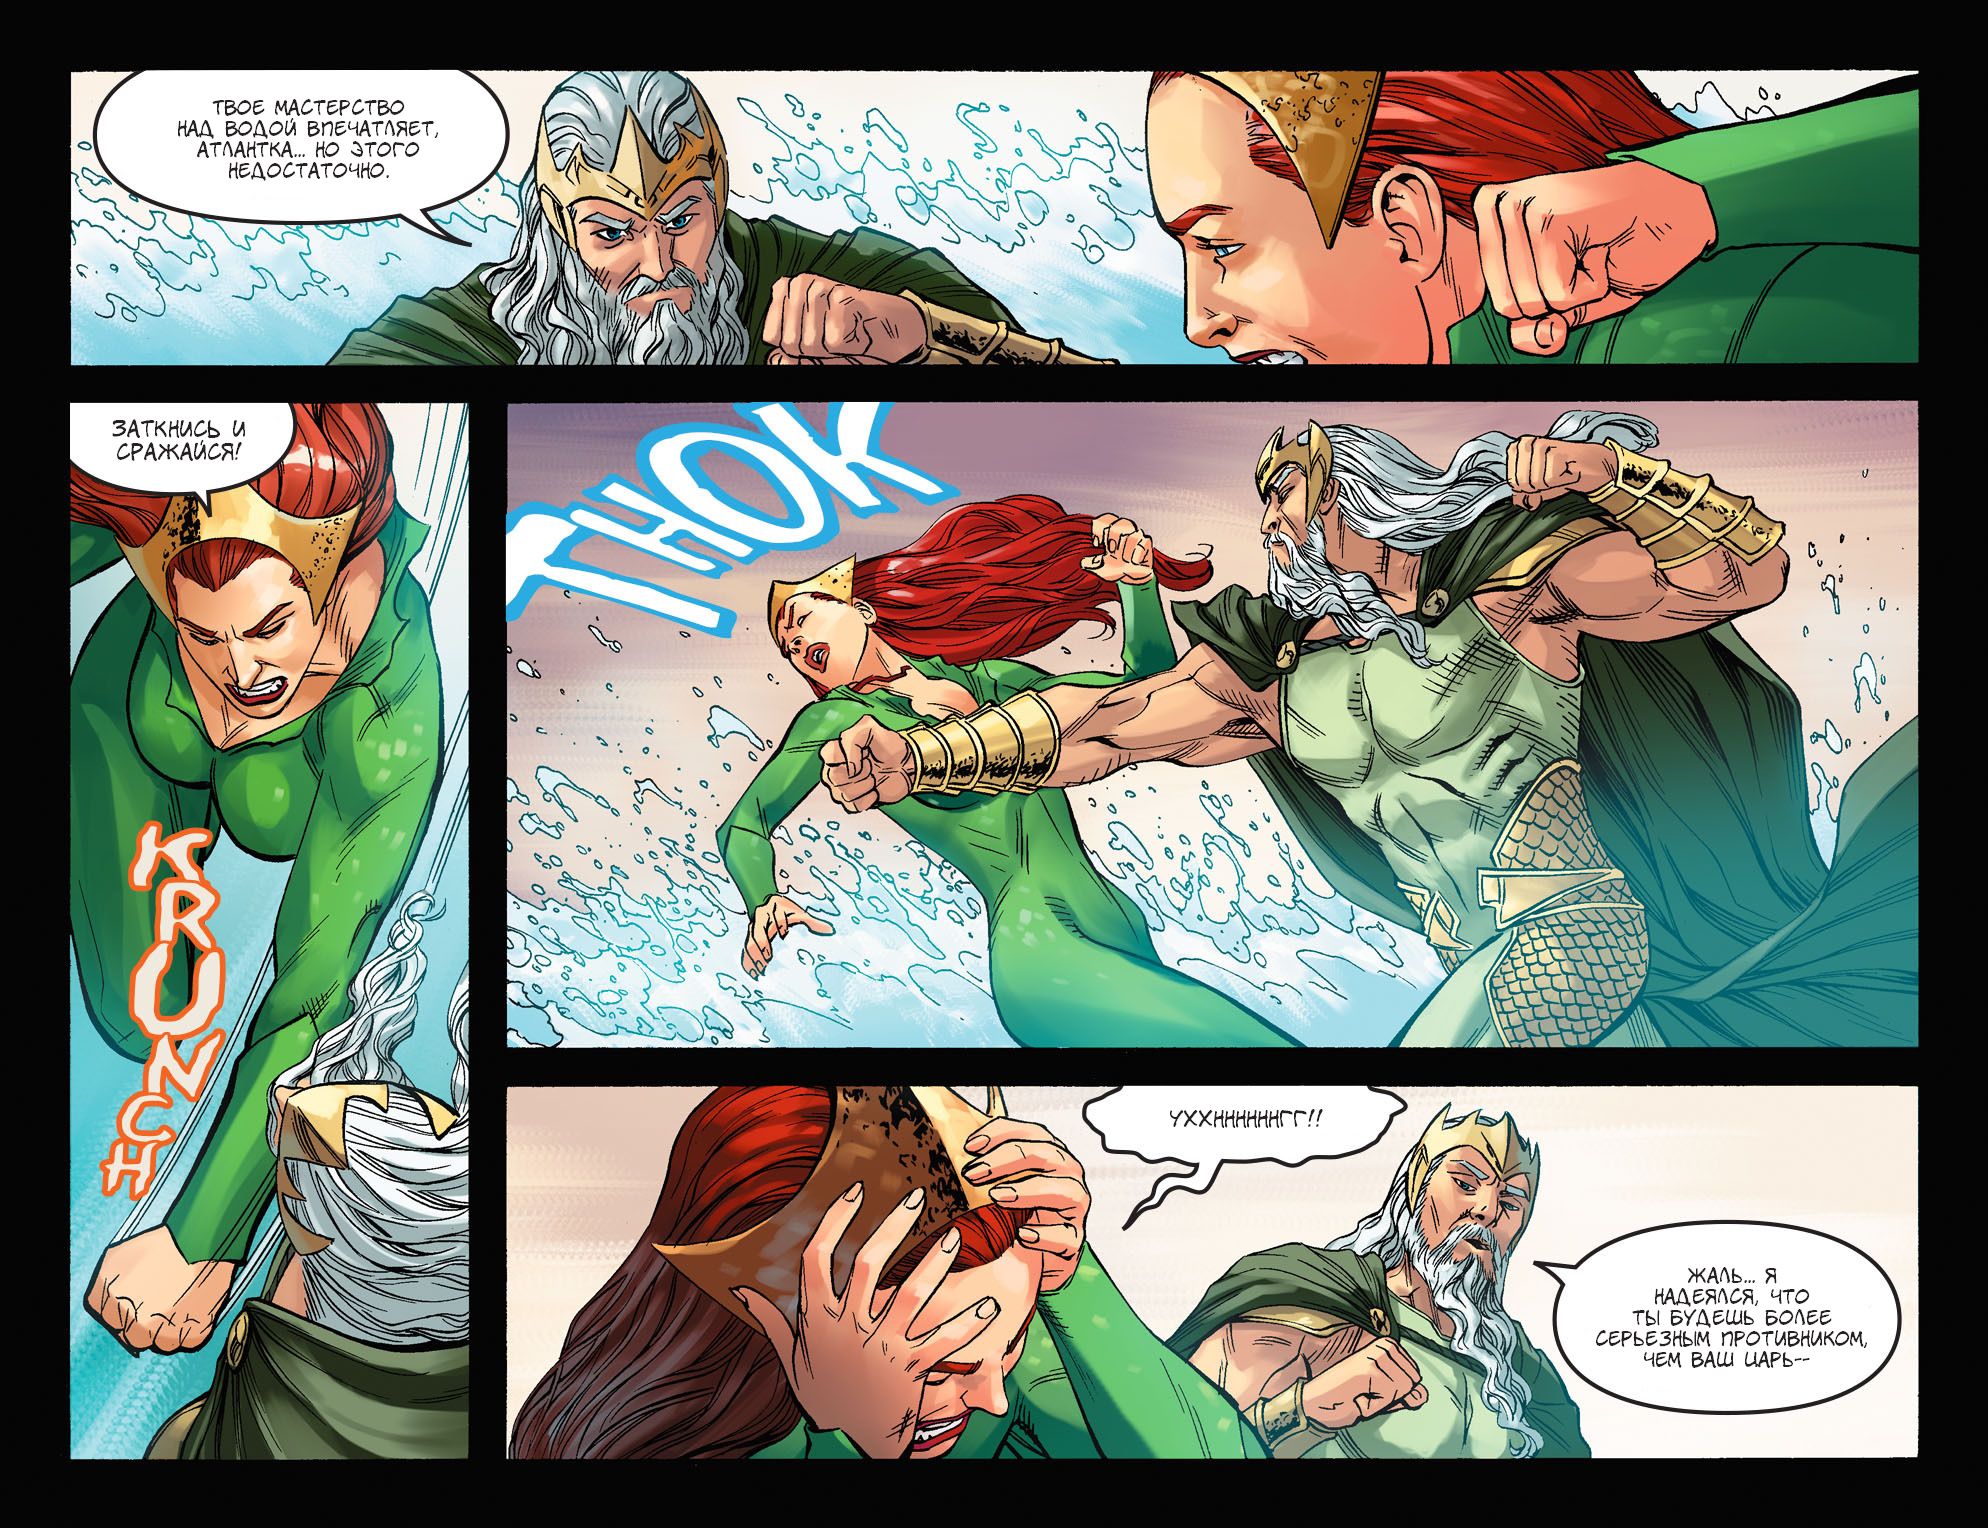 ТВОЕ МАСТЕРСТВО
НАД ВОДОЙ ВПЕЧАТЛЯЕТ,
АТЛАНТКА... НО ЭТОГО
НЕДОСТАТОЧНО.
ЗАТКНИСЬ И
СРАЖАЙСЯ!
KRUNCH
THOK
УХХННННННГГ!!
ЖАЛЬ... Я
НАДЕЯЛСЯ, ЧТО
ТЫ БУДЕШЬ БОЛЕЕ
СЕРЬЕЗНЫМ ПРОТИВНИКОМ,
ЧЕМ ВАШ ЦАРЬ--